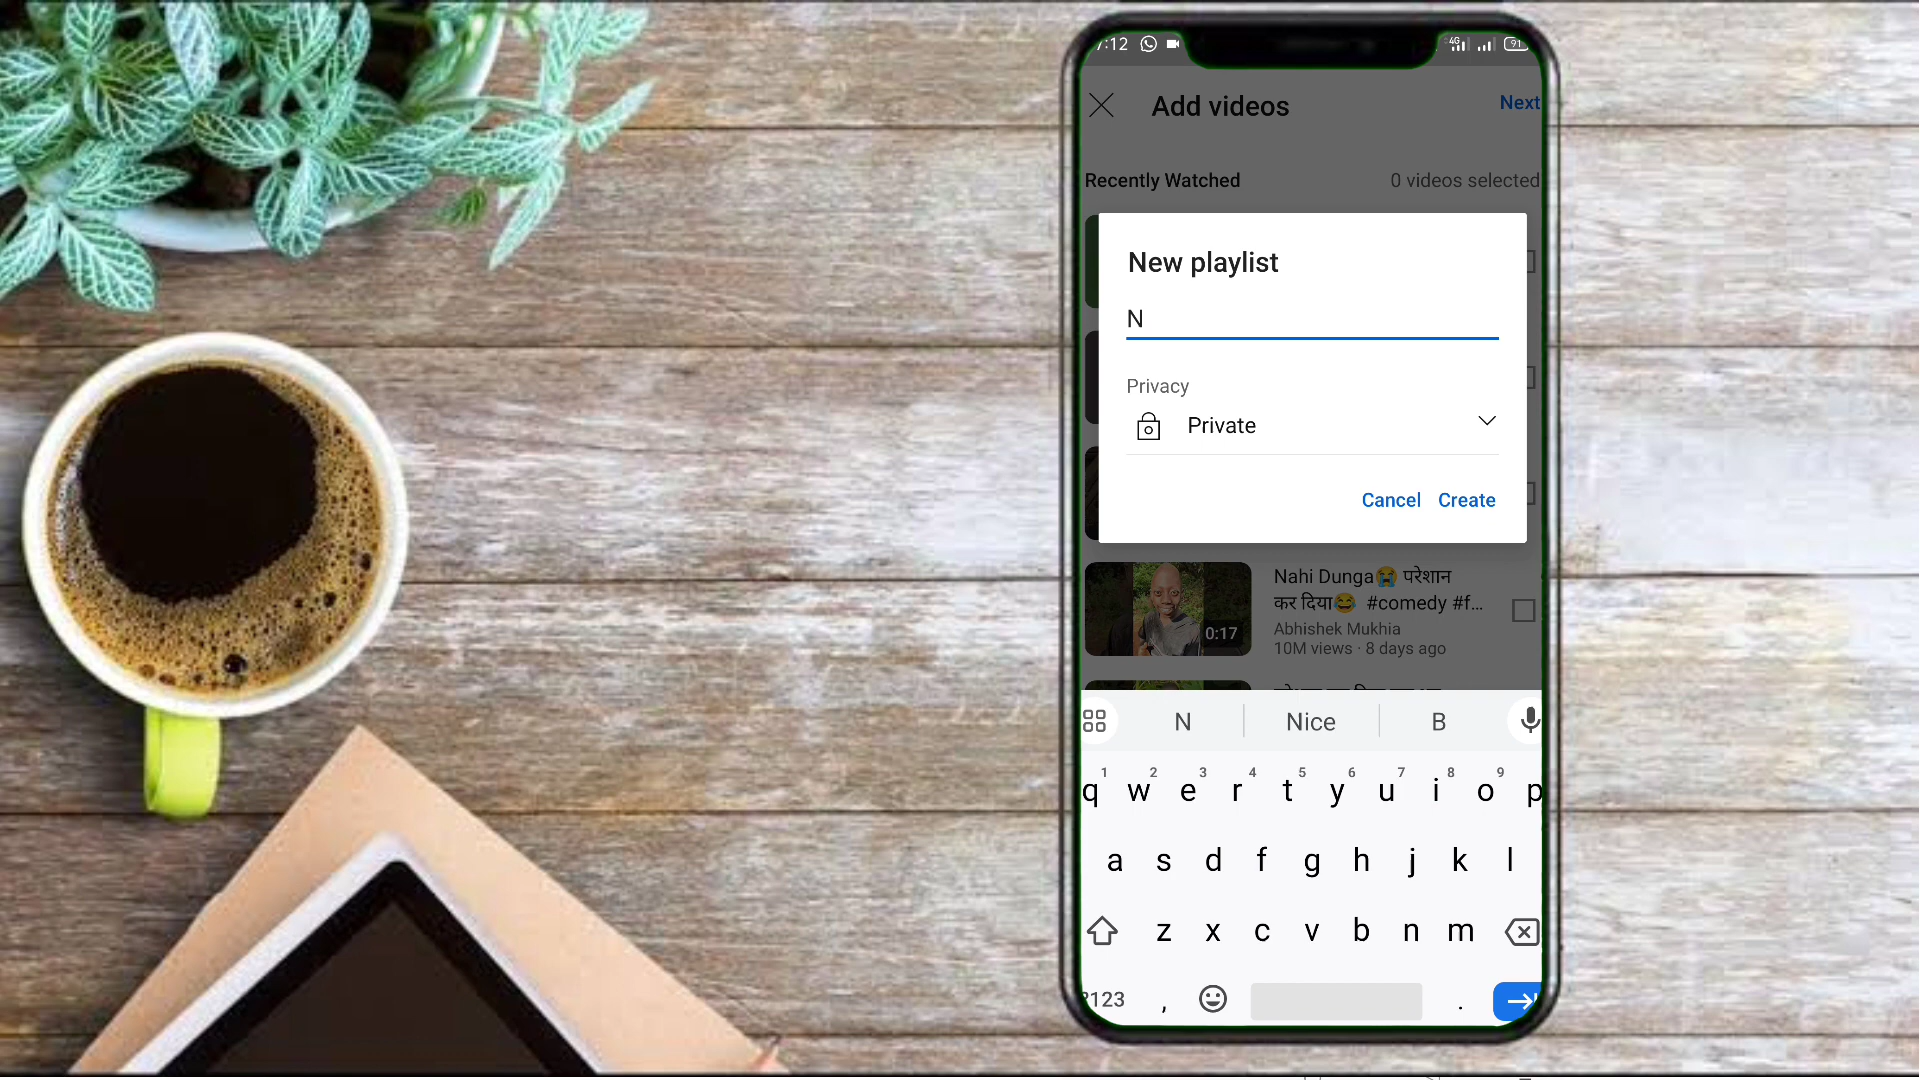 7:12 4G 91
Add videos Next
Recently Watched 0 videos selected
New playlist
N
Privacy
Private
Cancel Create
Nahi Dunga😭 परेशान
कर दिया😂 #comedy #f...
0:17
Abhishek Mukhia
10M views · 8 days ago
N Nice B
1 2 3 4 5 6 7 8 9
q w e r t y u i o p
a s d f g h j k l
z x c v b n m
?123 , .